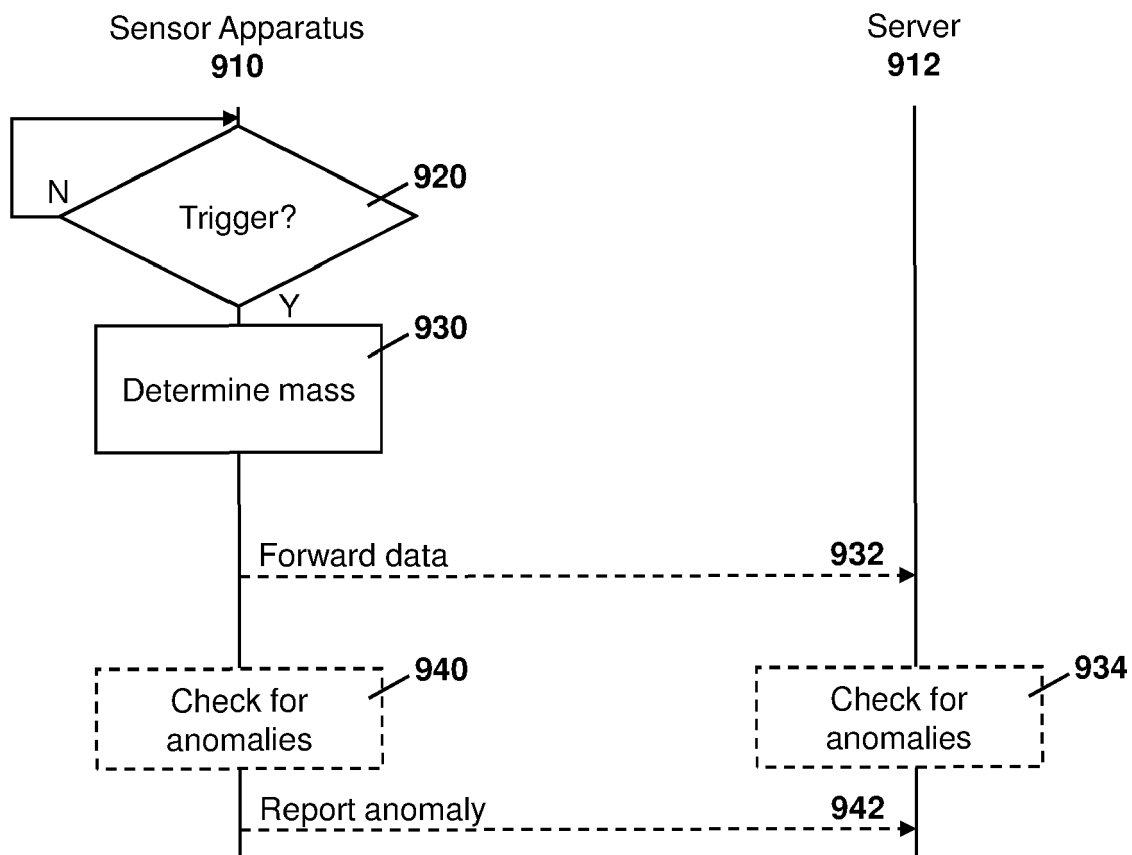 Sensor Apparatus
910
Server
912
N
920
Trigger?
Y
930
Determine mass
Forward data
932
940
Check for
anomalies
934
Check for
anomalies
Report anomaly
942